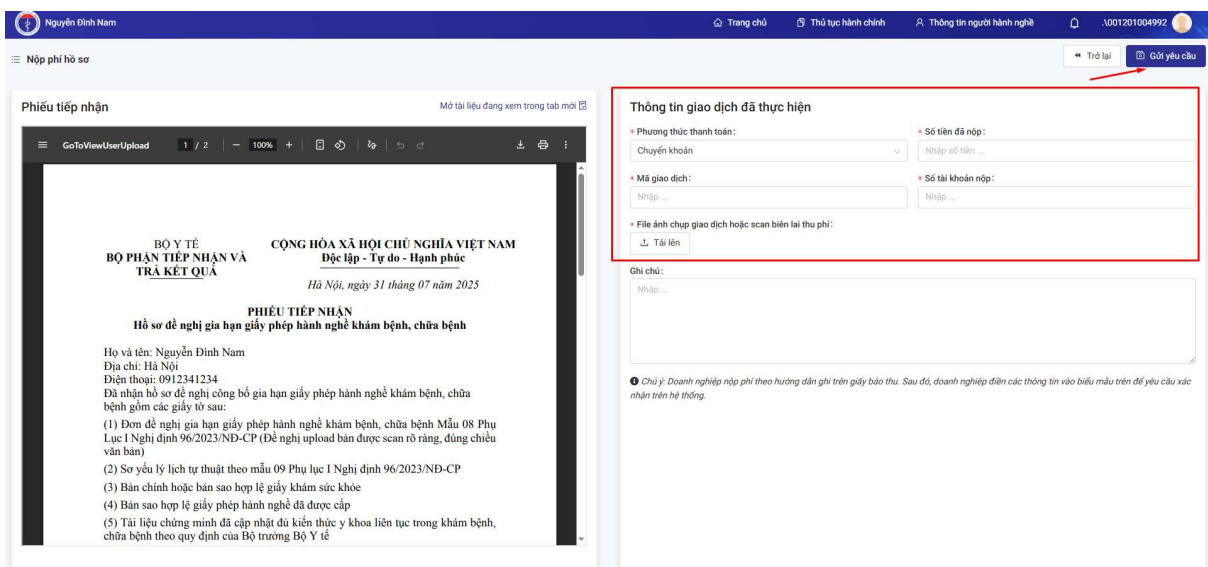 Nguyễn Đình Nam
Trang chủ
Thủ tục hành chính
Thông tin người hành nghề
.\001201004992
Nộp phí hồ sơ
Trở lại
Gửi yêu cầu
Phiếu tiếp nhận
Mở tài liệu đang xem trong tab mới
GoToViewUserUpload
1 / 2
100%
BỘ Y TẾ
BỘ PHẬN TIẾP NHẬN VÀ
TRẢ KẾT QUẢ
CỘNG HÒA XÃ HỘI CHỦ NGHĨA VIỆT NAM
Độc lập - Tự do - Hạnh phúc
Hà Nội, ngày 31 tháng 07 năm 2025
PHIẾU TIẾP NHẬN
Hồ sơ đề nghị gia hạn giấy phép hành nghề khám bệnh, chữa bệnh
Họ và tên: Nguyễn Đình Nam
Địa chỉ: Hà Nội
Điện thoại: 0912341234
Đã nhận hồ sơ đề nghị công bố gia hạn giấy phép hành nghề khám bệnh, chữa
bệnh gồm các giấy tờ sau:
(1) Đơn đề nghị gia hạn giấy phép hành nghề khám bệnh, chữa bệnh Mẫu 08 Phụ
Lục I Nghị định 96/2023/NĐ-CP (Đề nghị upload bản được scan rõ ràng, đúng chiều
văn bản)
(2) Sơ yếu lý lịch tự thuật theo mẫu 09 Phụ lục I Nghị định 96/2023/NĐ-CP
(3) Bản chính hoặc bản sao hợp lệ giấy khám sức khỏe
(4) Bản sao hợp lệ giấy phép hành nghề đã được cấp
(5) Tài liệu chứng minh đã cập nhật đủ kiến thức y khoa liên tục trong khám bệnh,
chữa bệnh theo quy định của Bộ trưởng Bộ Y tế
Thông tin giao dịch đã thực hiện
* Phương thức thanh toán:
Chuyển khoản
* Số tiền đã nộp:
Nhập số tiền ...
* Mã giao dịch:
Nhập ...
* Số tài khoản nộp:
Nhập ...
* File ảnh chụp giao dịch hoặc scan biên lai thu phí:
Tải lên
Ghi chú:
Nhập ...
Chú ý: Doanh nghiệp nộp phí theo hướng dẫn ghi trên giấy báo thu. Sau đó, doanh nghiệp điền các thông tin vào biểu mẫu trên để yêu cầu xác
nhận trên hệ thống.